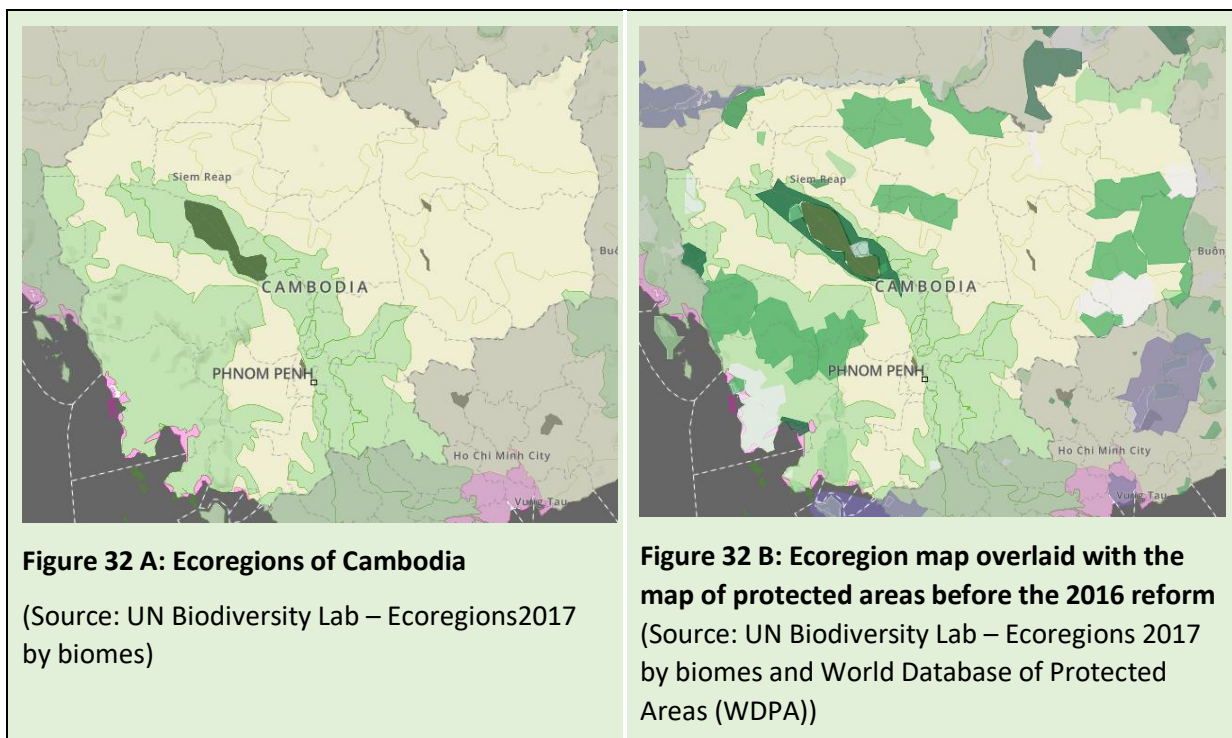 Siem Reap
CAMBODIA
PHNOM PENH
Buô
Ho Chi Minh City
Vung Tau
Figure 32 A: Ecoregions of Cambodia
(Source: UN Biodiversity Lab – Ecoregions2017
by biomes)
Siem Reap
CAMBODIA
PHNOM PENH
Buôn
Ho Chi Minh City
Vung Tau
Figure 32 B: Ecoregion map overlaid with the
map of protected areas before the 2016 reform
(Source: UN Biodiversity Lab – Ecoregions 2017
by biomes and World Database of Protected
Areas (WDPA))